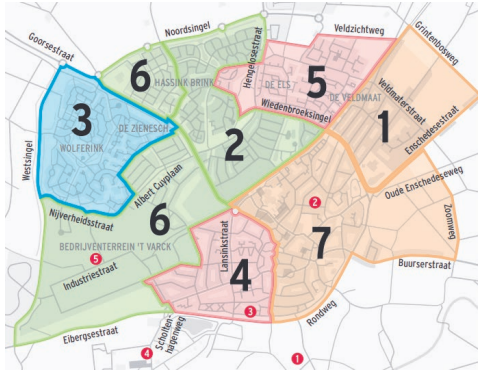 Noordsingel
Veldzichtweg
Goorsestraat
Grintenbosweg
6
HASSINK BRINK
Hengelosestraat
DE ELS
5
DE VELDMAAT
Veldmaterstraat
1
Enschedesestraat
3
DE ZIENESCH
Wiedenbroeksingel
WOLFERINK
2
Westsingel
Albert Cuyplaan
Oude Enschedeseweg
2
Zoomweg
Nijverheidsstraat
6
7
BEDRIJVENTERREIN 'T VARCK
5
Lansinkstraat
4
Buurserstraat
Industriestraat
3
Rondweg
Eibergsestraat
Scholten-
hagenweg
4
1